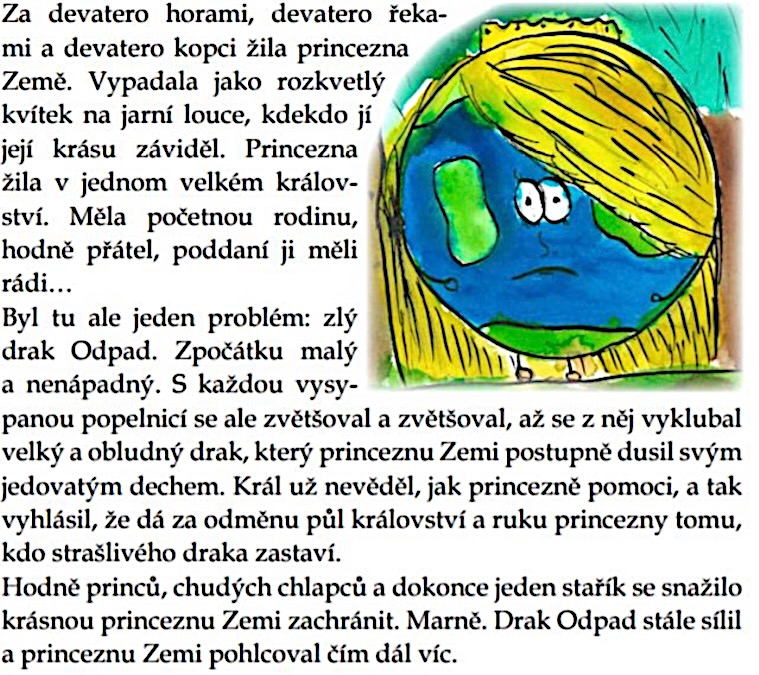 Za devatero horami, devatero řeka-
mi a devatero kopci žila princezna
Země. Vypadala jako rozkvetlý
kvítek na jarní louce, kdekdo jí
její krásu záviděl. Princezna
žila v jednom velkém králov-
ství. Měla početnou rodinu,
hodně přátel, poddaní ji měli
rádi...
Byl tu ale jeden problém: zlý
drak Odpad. Zpočátku malý
a nenápadný. S každou vysy-
panou popelnicí se ale zvětšoval a zvětšoval, až se z něj vyklubal
velký a obludný drak, který princeznu Zemi postupně dusil svým
jedovatým dechem. Král už nevěděl, jak princezně pomoci, a tak
vyhlásil, že dá za odměnu půl království a ruku princezny tomu,
kdo strašlivého draka zastaví.
Hodně princů, chudých chlapců a dokonce jeden stařík se snažilo
krásnou princeznu Zemi zachránit. Marně. Drak Odpad stále sílil
a princeznu Zemi pohlcoval čím dál víc.